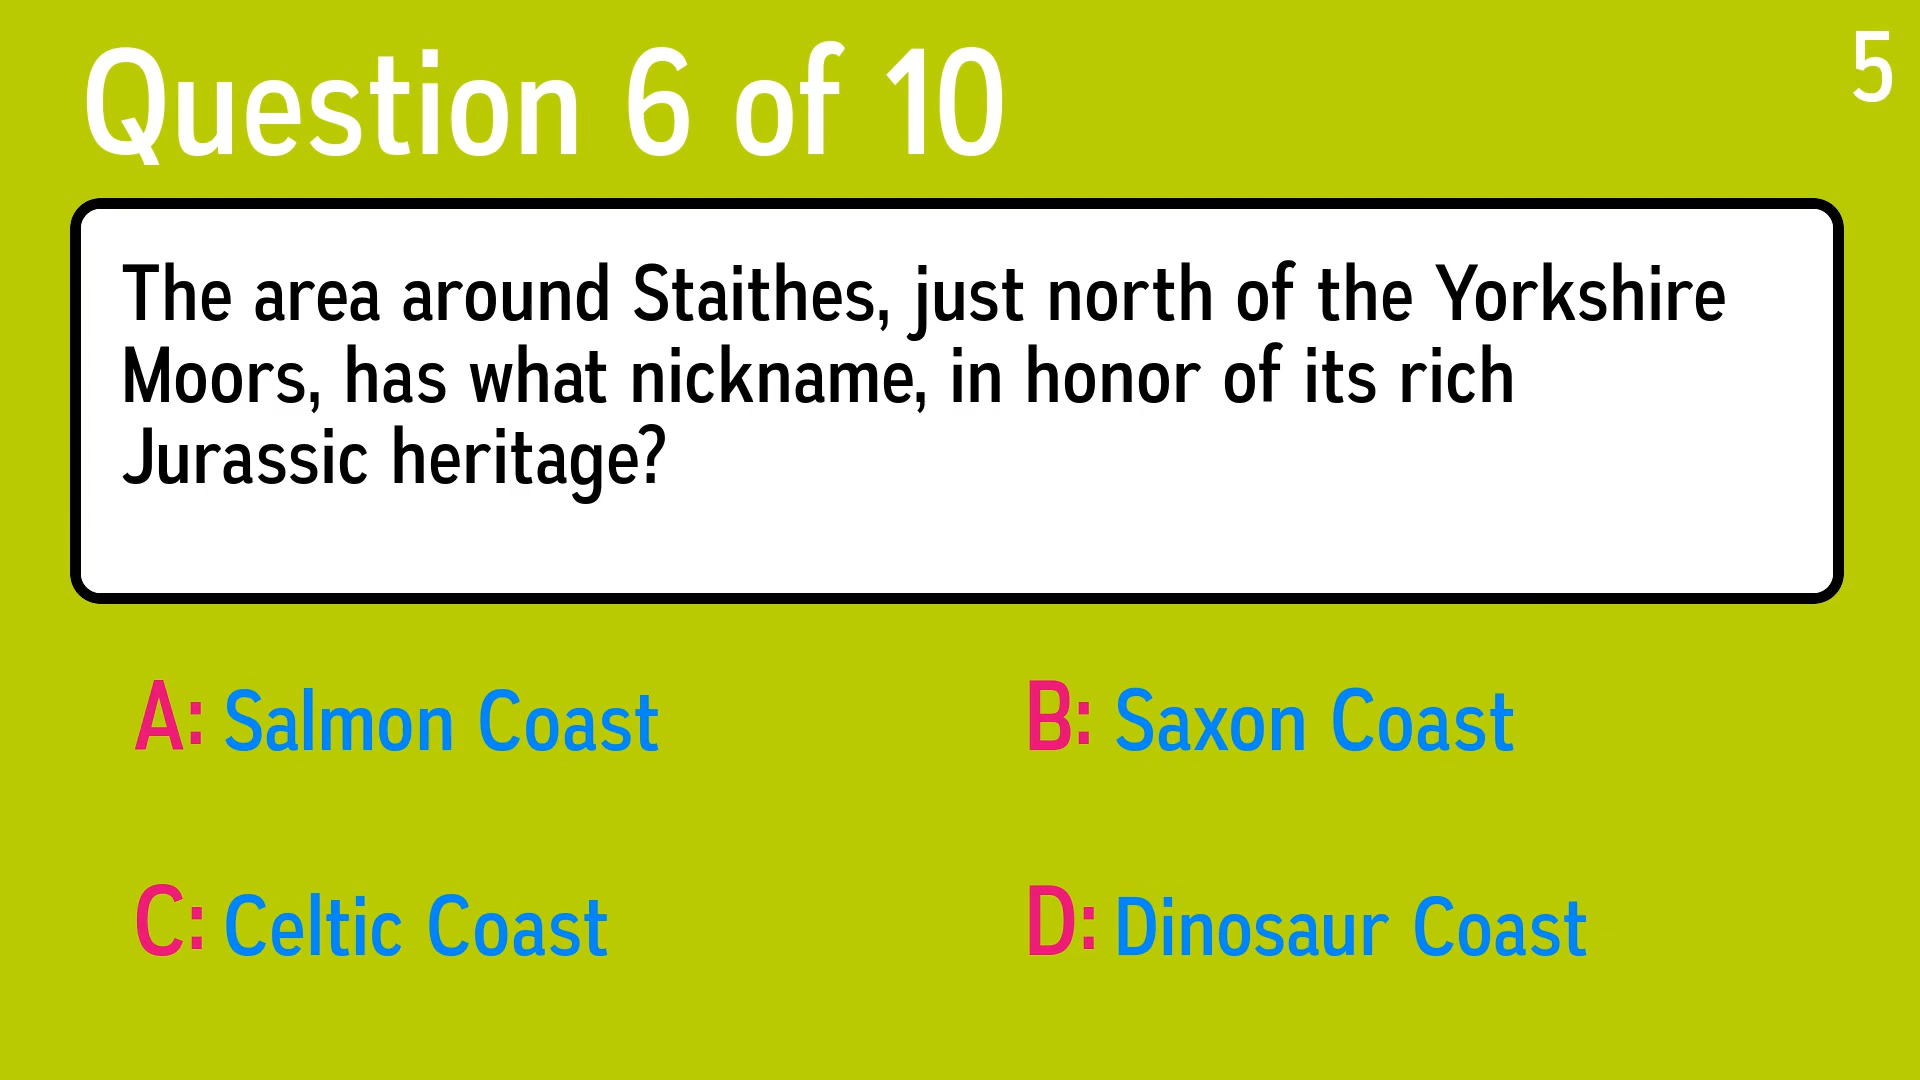 Question 6 of 10
5
The area around Staithes, just north of the Yorkshire
Moors, has what nickname, in honor of its rich
Jurassic heritage?
A: Salmon Coast
B: Saxon Coast
C: Celtic Coast
D: Dinosaur Coast